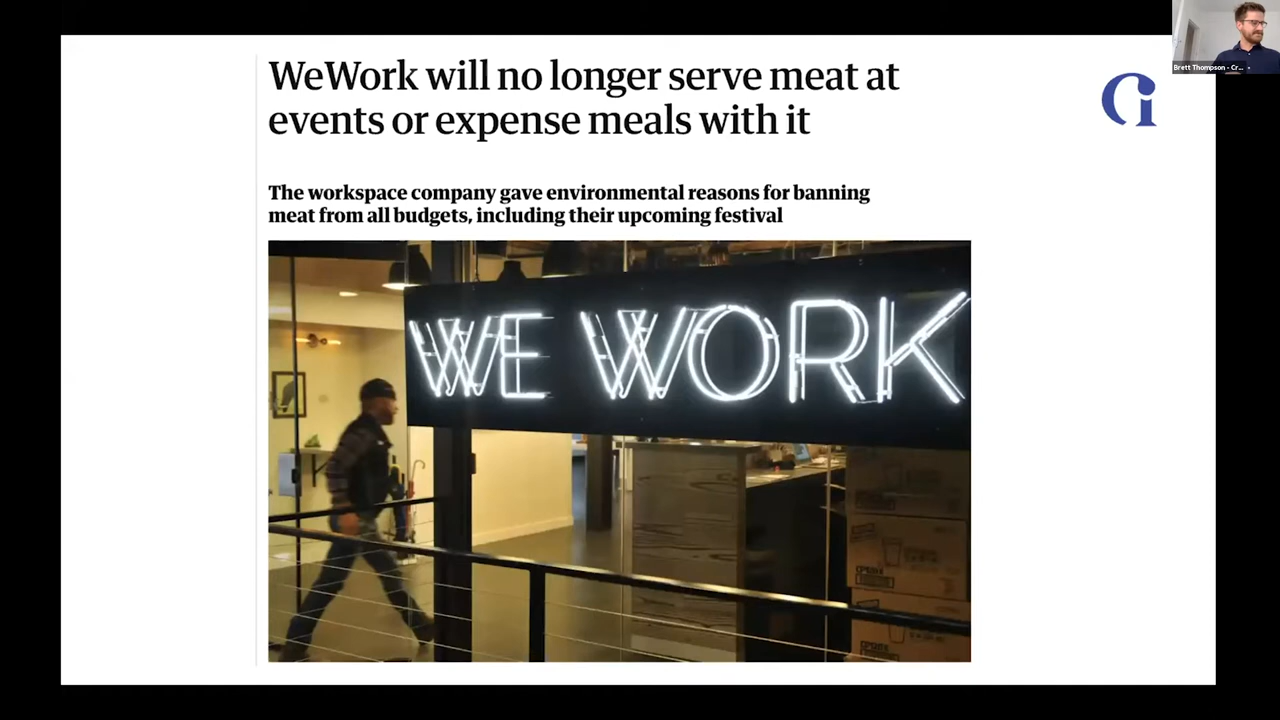 WeWork will no longer serve meat at
events or expense meals with it
The workspace company gave environmental reasons for banning
meat from all budgets, including their upcoming festival
WE WORK
Brett Thompson - Cr...